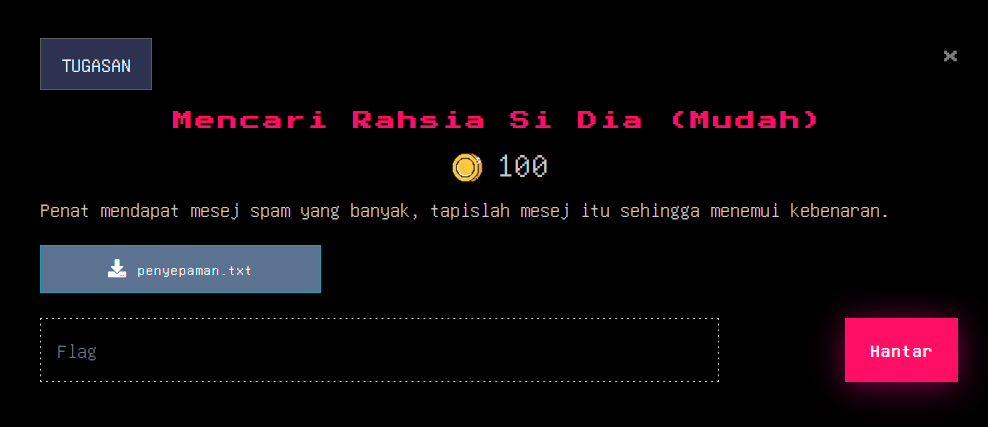 TUGASAN
×
Mencari Rahsia Si Dia (Mudah)
100
Penat mendapat mesej spam yang banyak, tapislah mesej itu sehingga menemui kebenaran.
penyepaman.txt
Flag
Hantar